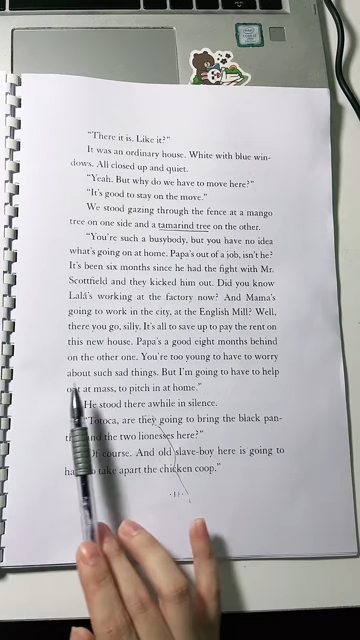 "There it is. Like it?"
It was an ordinary house. White with blue win-
dows. All closed up and quiet.
"Yeah. But why do we have to move here?"
"It's good to stay on the move."
We stood gazing through the fence at a mango
tree on one side and a tamarind tree on the other.
"You're such a busybody, but you have no idea
what's going on at home. Papa's out of a job, isn't he?
It's been six months since he had the fight with Mr.
Scottfield and they kicked him out. Did you know
Lalá's working at the factory now? And Mama's
going to work in the city, at the English Mill? Well,
there you go, silly. It's all to save up to pay the rent on
this new house. Papa's a good eight months behind
on the other one. You're too young to have to worry
about such sad things. But I'm going to have to help
at mass, to pitch in at home."
He stood there awhile in silence.
"Totoca, are they going to bring the black pan-
and the two lionesses here?"
course. And old slave-boy here is going to
take apart the chicken coop."